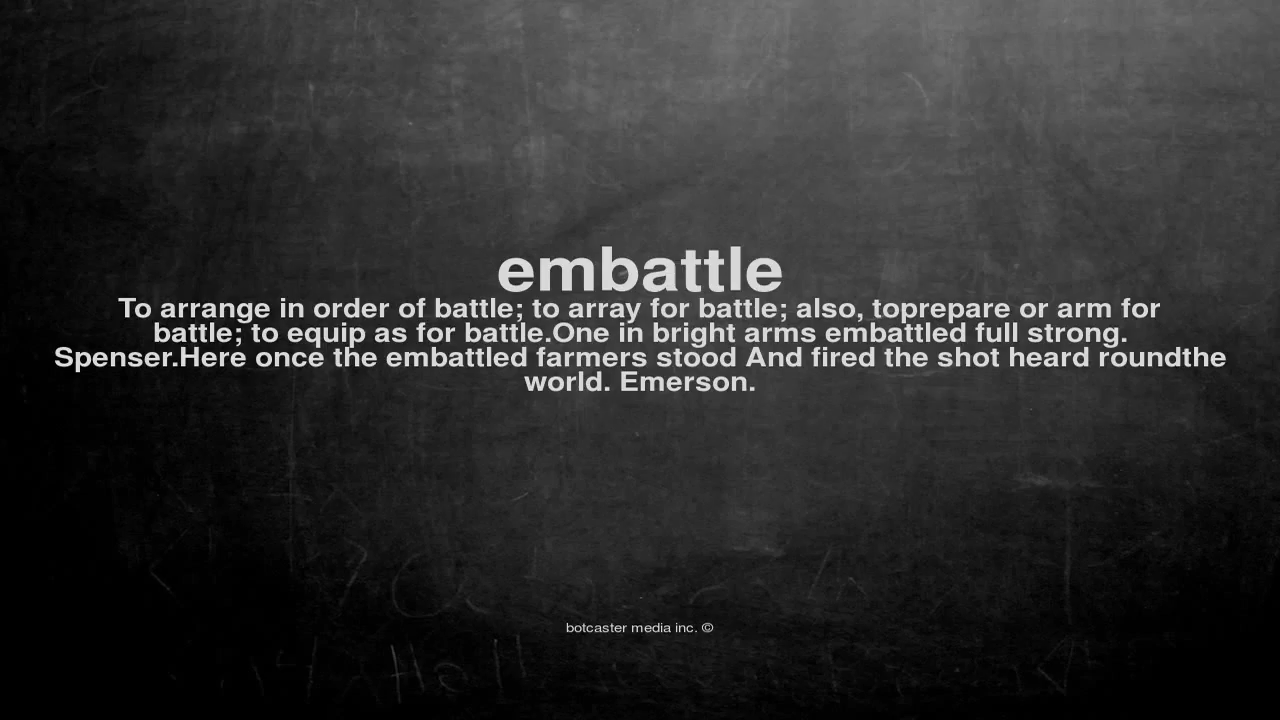 embattle
To arrange in order of battle; to array for battle; also, toprepare or arm for
battle; to equip as for battle.One in bright arms embattled full strong.
Spenser.Here once the embattled farmers stood And fired the shot heard roundthe
world. Emerson.
botcaster media inc. ©